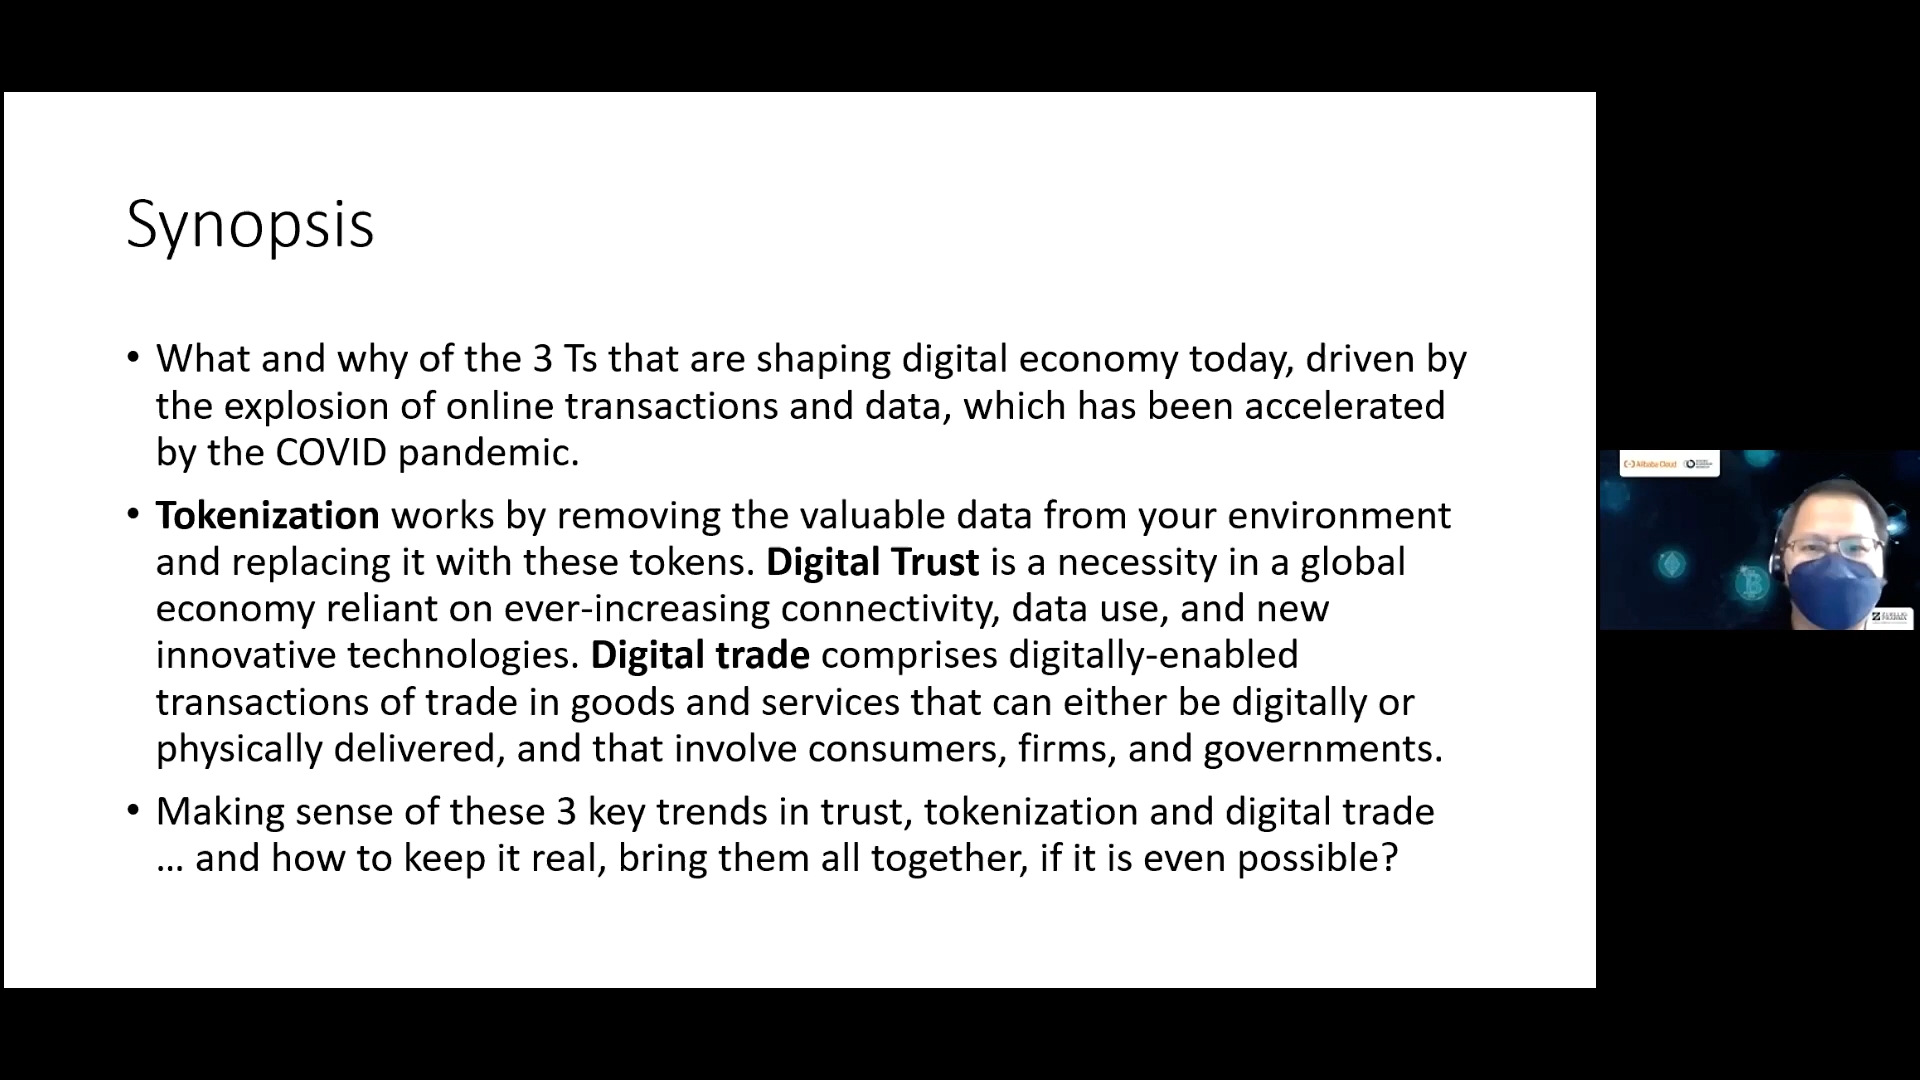 Synopsis
• What and why of the 3 Ts that are shaping digital economy today, driven by
the explosion of online transactions and data, which has been accelerated
by the COVID pandemic.
• Tokenization works by removing the valuable data from your environment
and replacing it with these tokens. Digital Trust is a necessity in a global
economy reliant on ever-increasing connectivity, data use, and new
innovative technologies. Digital trade comprises digitally-enabled
transactions of trade in goods and services that can either be digitally or
physically delivered, and that involve consumers, firms, and governments.
• Making sense of these 3 key trends in trust, tokenization and digital trade
... and how to keep it real, bring them all together, if it is even possible?
Alibaba Cloud